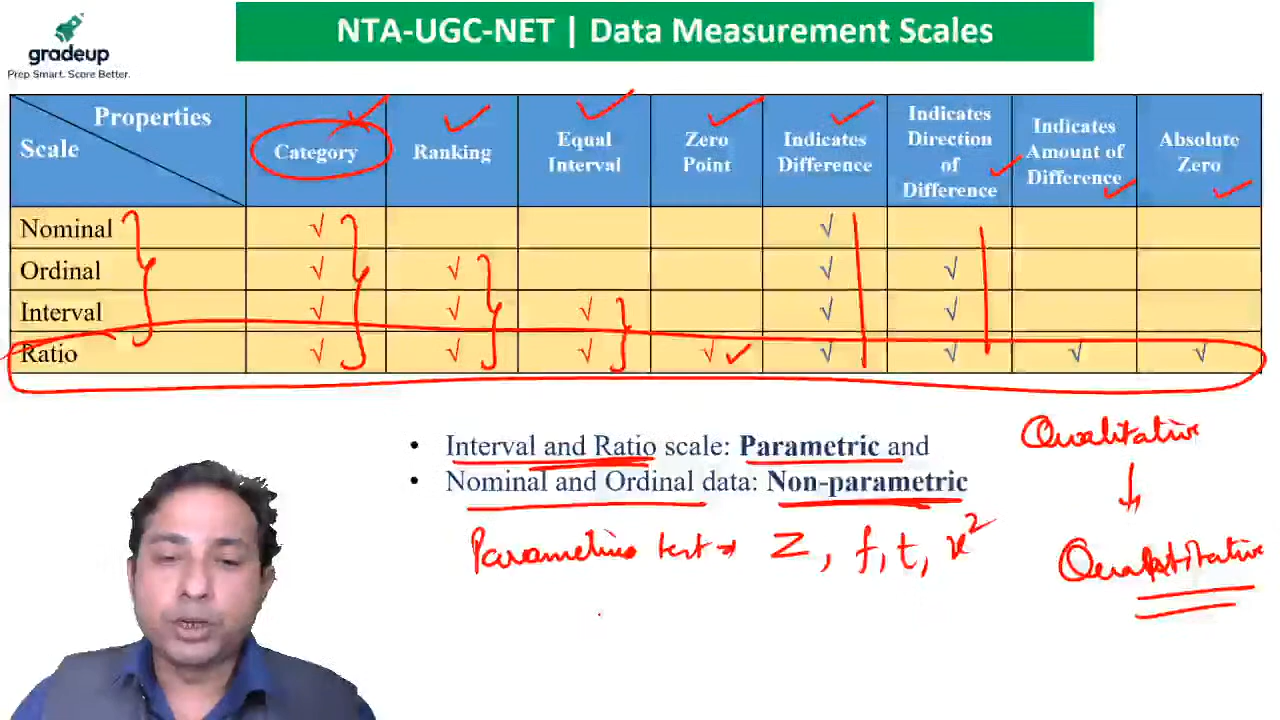 gradeup
Prep Smart. Score Better.
NTA-UGC-NET | Data Measurement Scales
Properties
Scale
Category
Ranking
Equal
Interval
Zero
Point
Indicates
Difference
Indicates
Direction
of
Difference
Indicates
Amount of
Difference
Absolute
Zero
Nominal √ √
Ordinal √ √ √ √
Interval √ √ √ √ √
Ratio √ √ √ √ √ √ √ √
• Interval and Ratio scale: Parametric and
• Nominal and Ordinal data: Non-parametric
Parametric test → Z, f, t, x²
Qualitative
↓
Quantitative